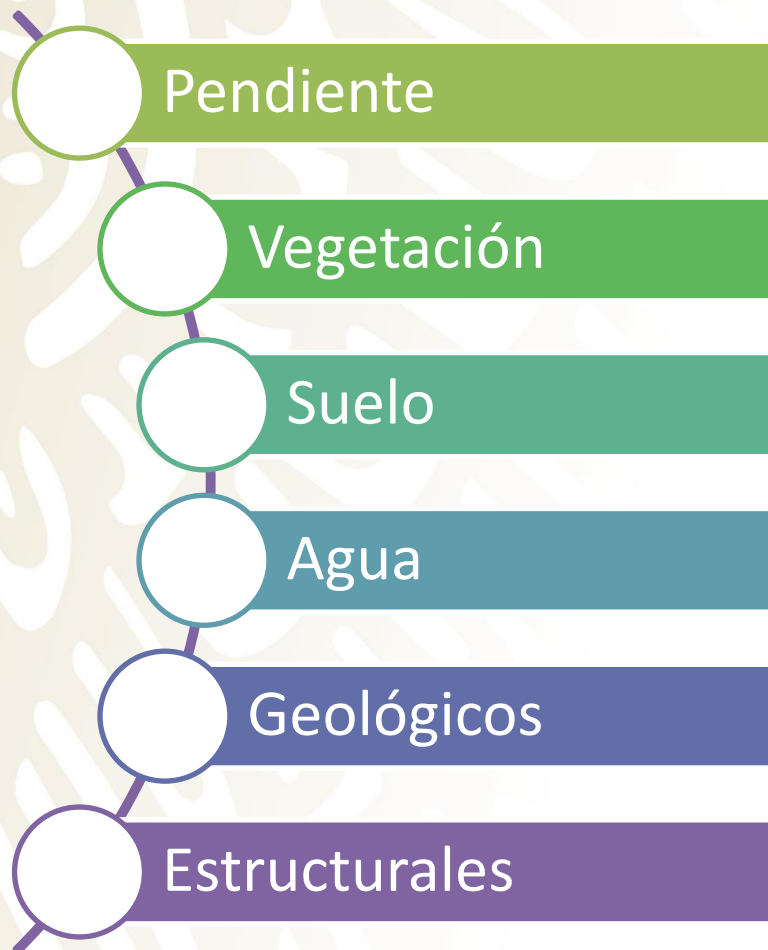 Pendiente
Vegetación
Suelo
Agua
Geológicos
Estructurales